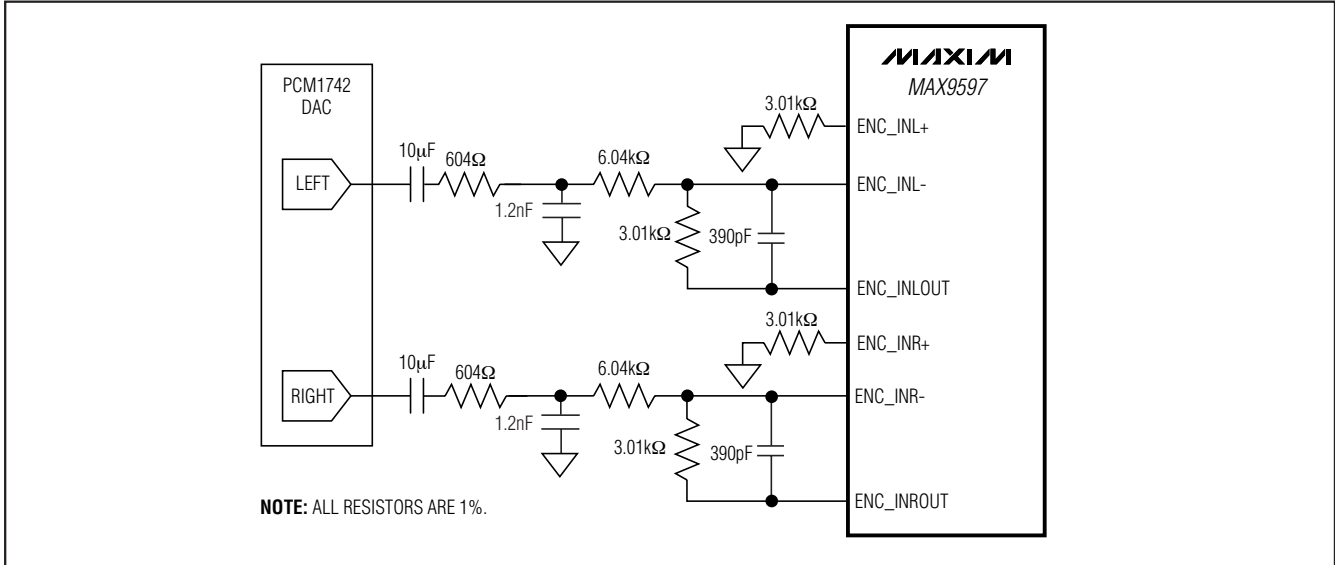 PCM1742
DAC
LEFT
10μF
604Ω
1.2nF
6.04kΩ
3.01kΩ
390pF
3.01kΩ
MAXIM
MAX9597
ENC_INL+
ENC_INL-
ENC_INLOUT
RIGHT
10μF
604Ω
1.2nF
6.04kΩ
3.01kΩ
390pF
3.01kΩ
ENC_INR+
ENC_INR-
ENC_INROUT
NOTE: ALL RESISTORS ARE 1%.